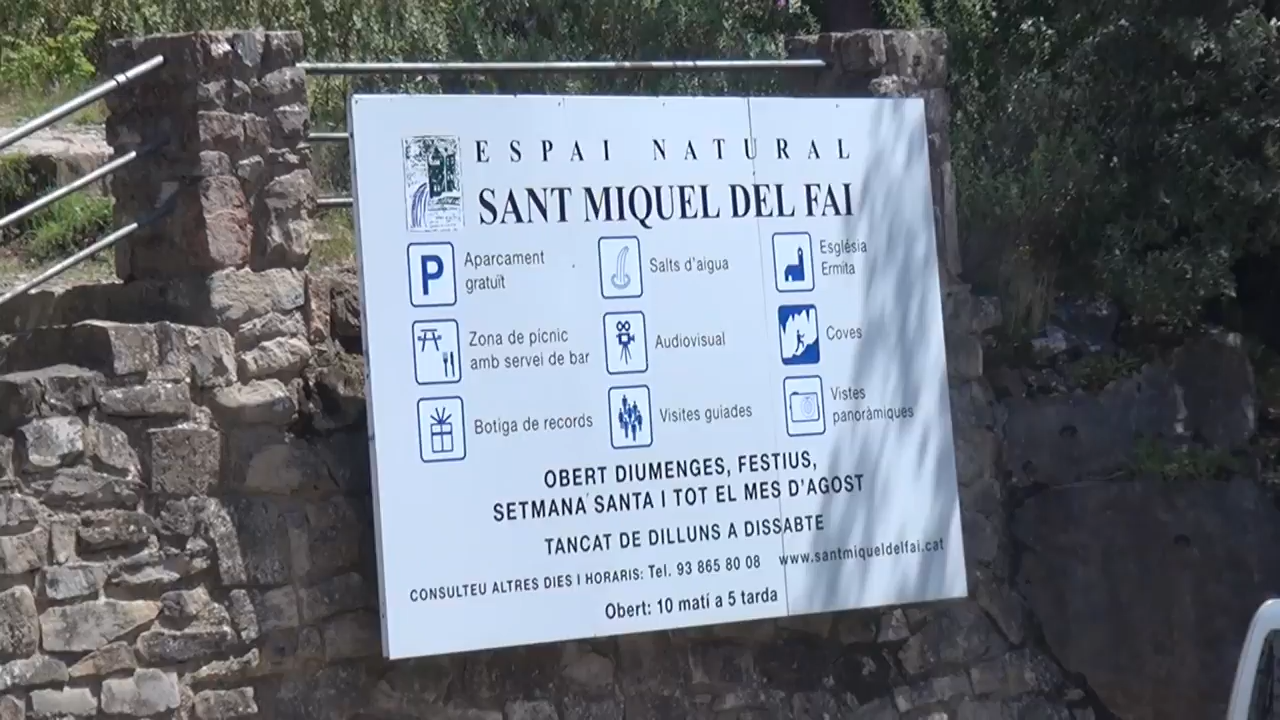 ESPAI NATURAL
SANT MIQUEL DEL FAI
P
Aparcament
gratuït
Salts d'aigua
Església
Ermita
Zona de pícnic
amb servei de bar
Audiovisual
Coves
Botiga de records
Visites guiades
Vistes
panoràmiques
OBERT DIUMENGES, FESTIUS,
SETMANA SANTA I TOT EL MES D'AGOST
TANCAT DE DILLUNS A DISSABTE
CONSULTEU ALTRES DIES I HORARIS: Tel. 93 865 80 08 www.santmiqueldelfai.cat
Obert: 10 matí a 5 tarda